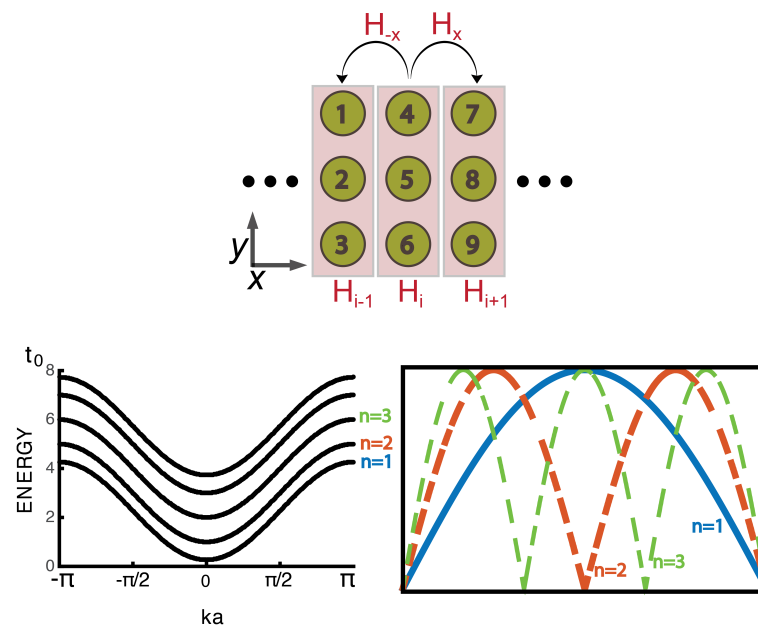 H-x Hx
1 4 7
2 5 8
3 6 9
y
x
Hi-1 Hi Hi+1
t0
8
6
4
2
0
ENERGY
n=3
n=2
n=1
-π -π/2 0 π/2 π
ka
n=1
n=2 n=3